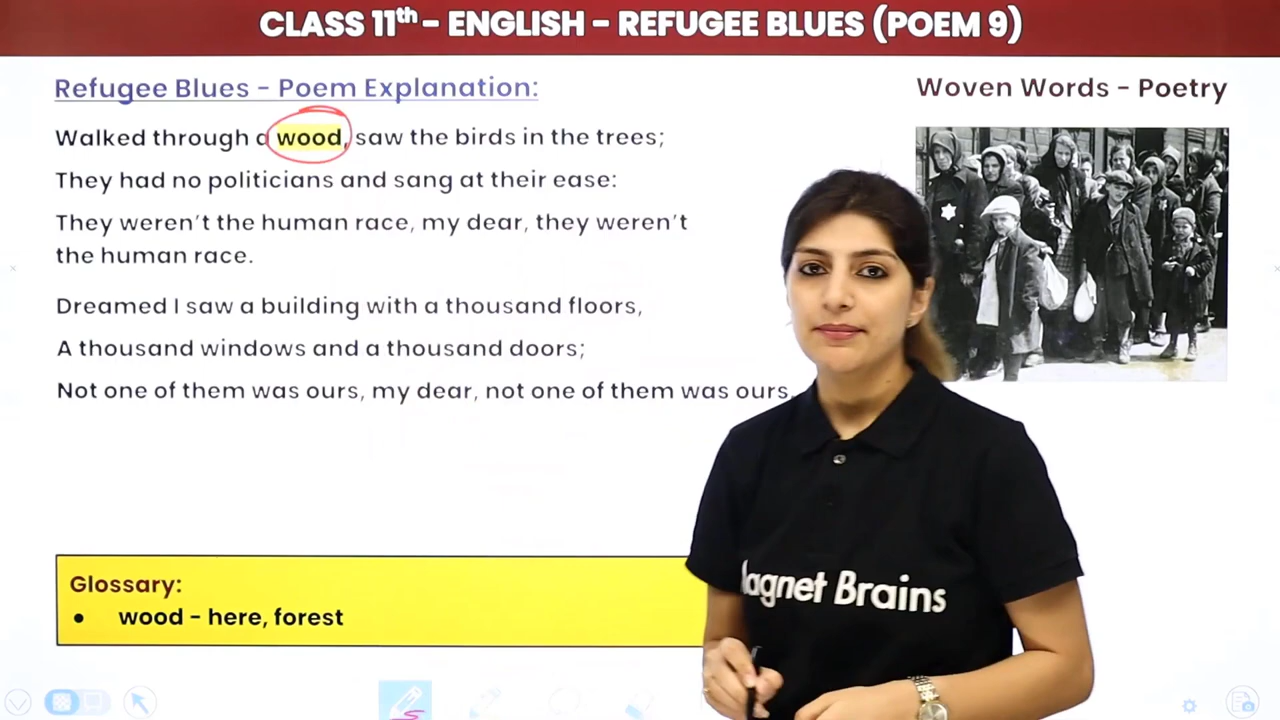 CLASS 11th – ENGLISH – REFUGEE BLUES (POEM 9)
Refugee Blues – Poem Explanation:
Woven Words - Poetry
Walked through a wood, saw the birds in the trees;
They had no politicians and sang at their ease:
They weren't the human race, my dear, they weren't
the human race.
Dreamed I saw a building with a thousand floors,
A thousand windows and a thousand doors;
Not one of them was ours, my dear, not one of them was ours.
Glossary:
● wood - here, forest
Magnet Brains